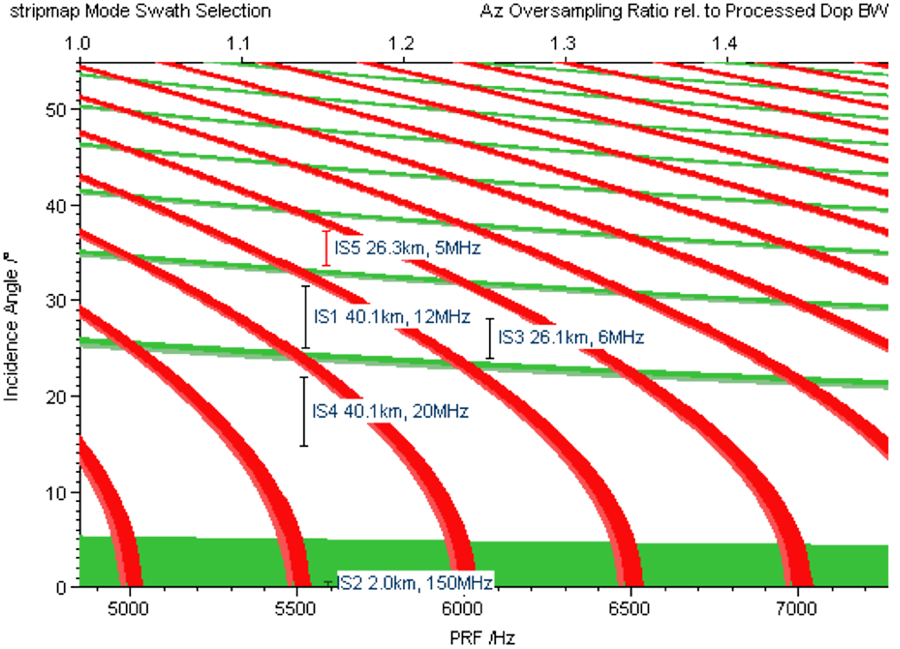 stripmap Mode Swath Selection
Az Oversampling Ratio rel. to Processed Dop BW
1.0 1.1 1.2 1.3 1.4
50
40
30
20
10
0
Incidence Angle /°
IS5 26.3km, 5MHz
IS1 40.1km, 12MHz
IS3 26.1km, 6MHz
IS4 40.1km, 20MHz
IS2 2.0km, 150MHz
5000 5500 6000 6500 7000
PRF /Hz